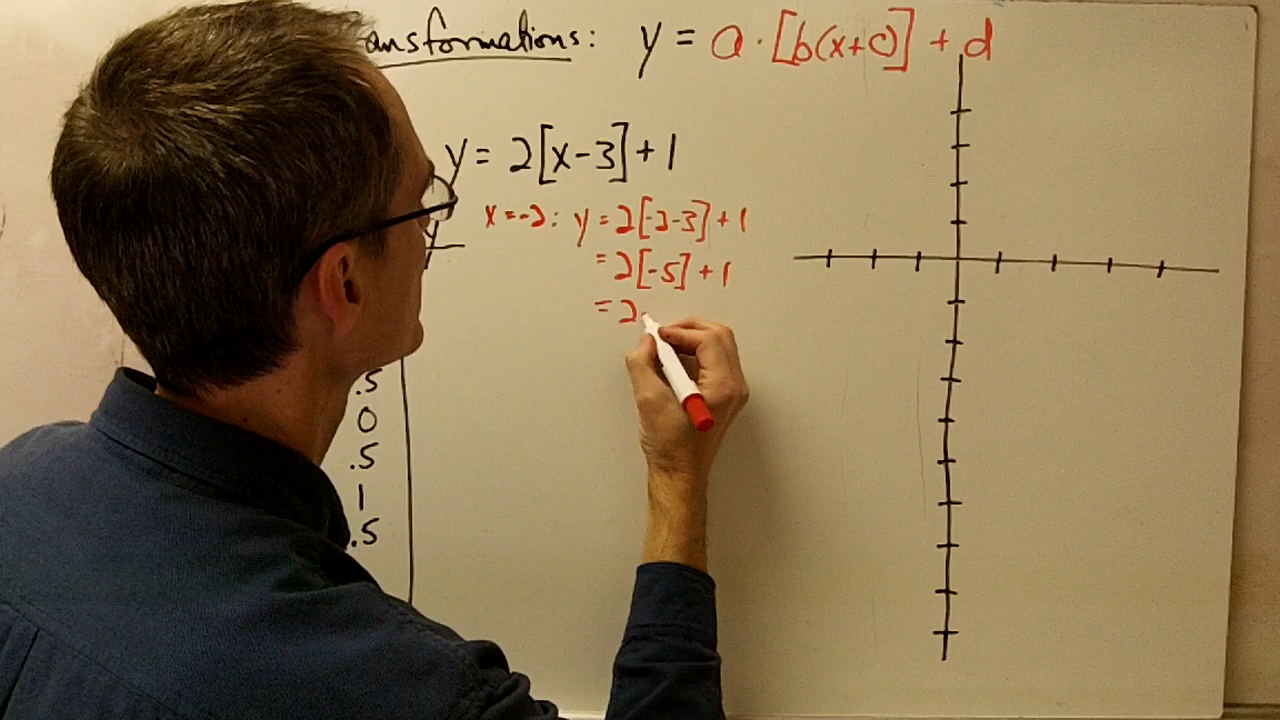 ansformations: y = a·[b(x+c)] + d
y = 2[x-3]+1
x=-2: y = 2[-2-3]+1
y
= 2[-5]+1
= 2
.5
0
.5
1
.5